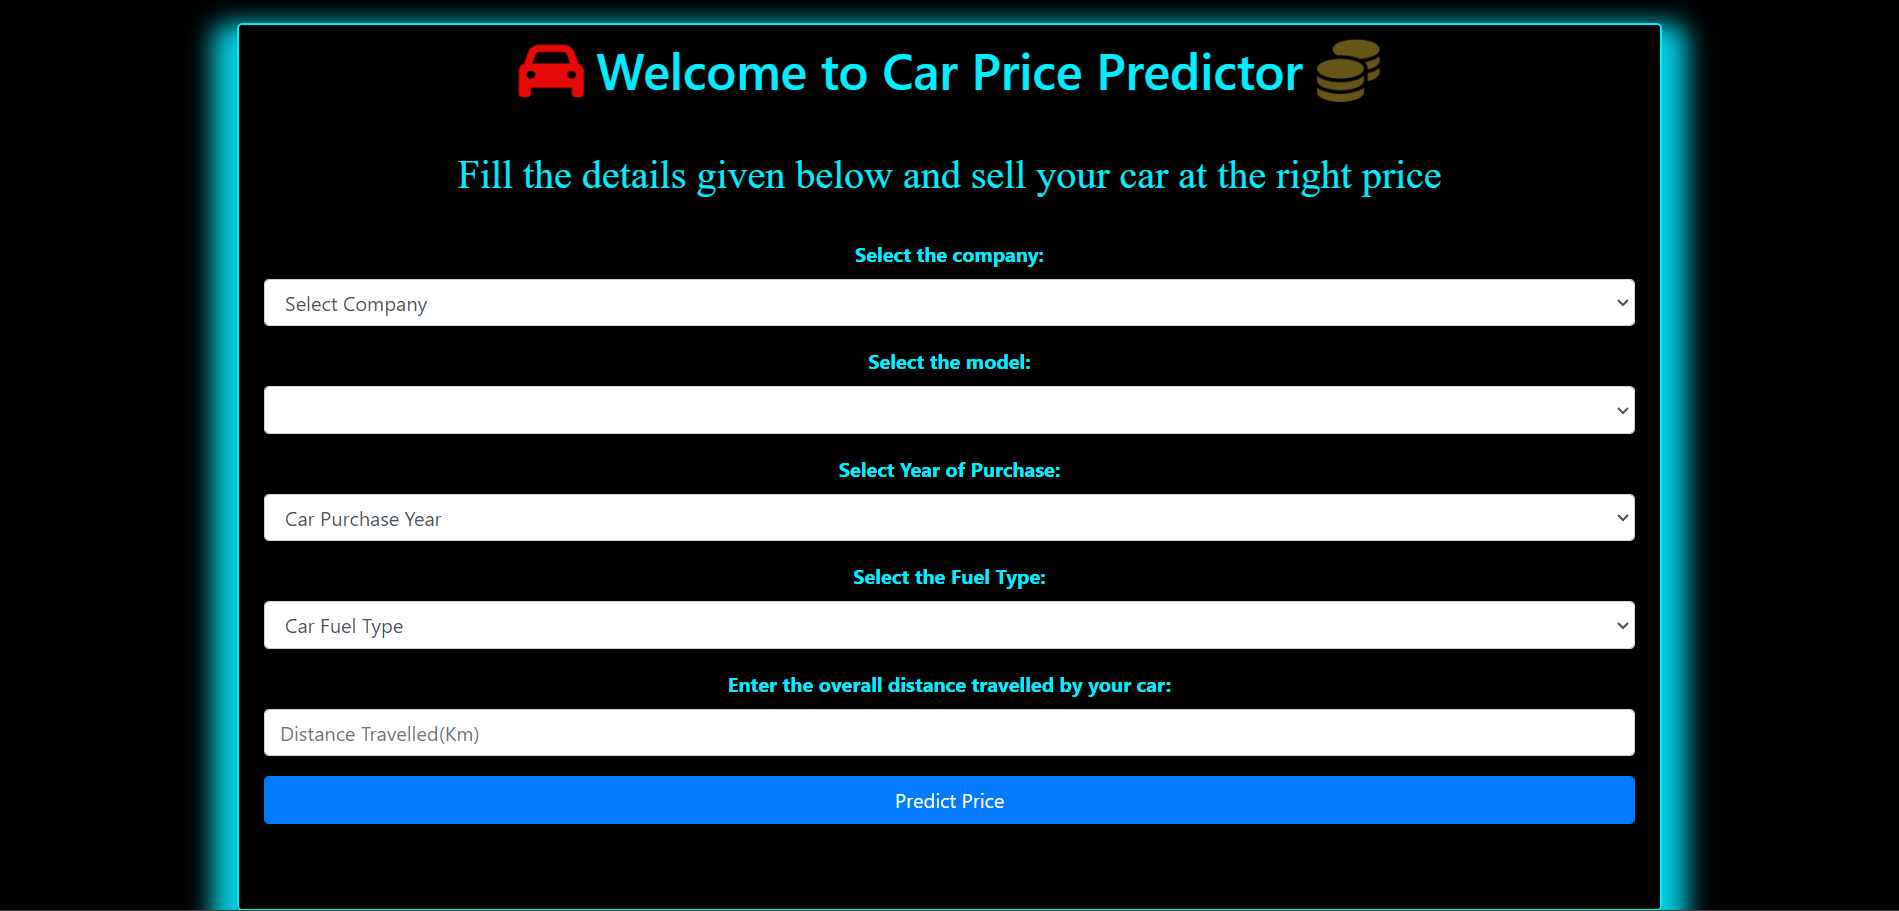 Welcome to Car Price Predictor
Fill the details given below and sell your car at the right price
Select the company:
Select Company
Select the model:
Select Year of Purchase:
Car Purchase Year
Select the Fuel Type:
Car Fuel Type
Enter the overall distance travelled by your car:
Distance Travelled(Km)
Predict Price